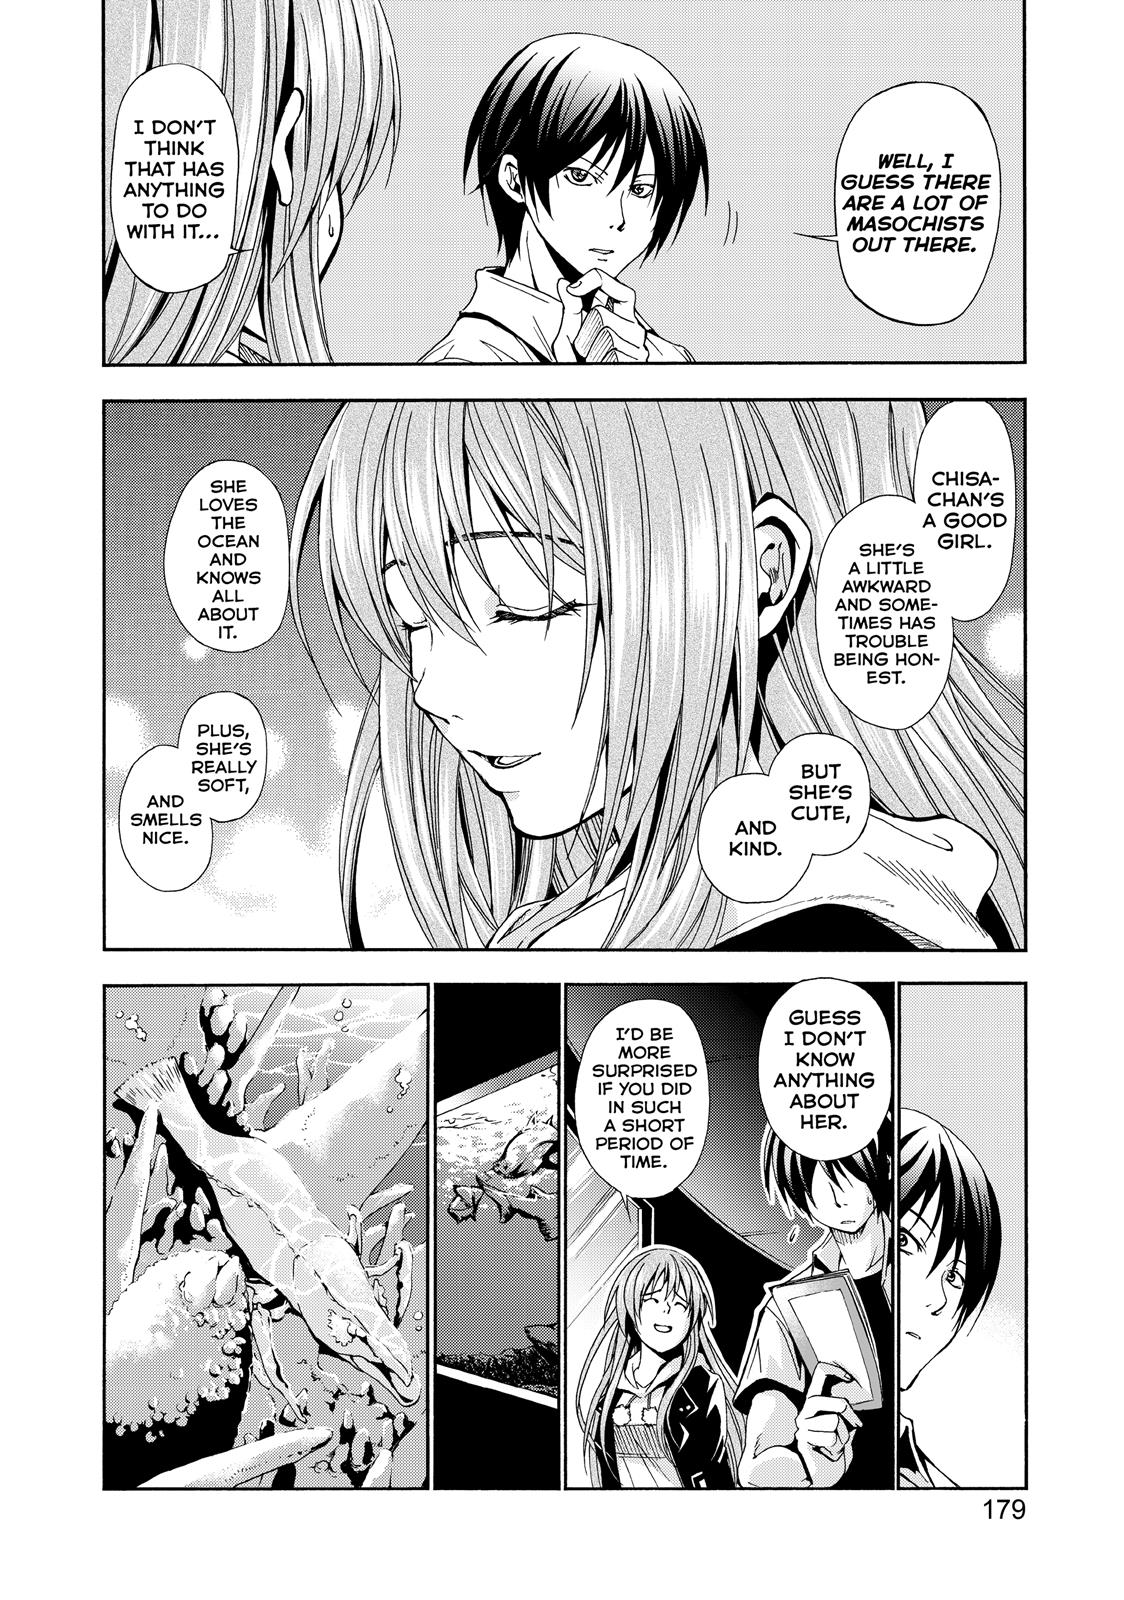 WELL, I
GUESS THERE
ARE A LOT OF
MASOCHISTS
OUT THERE.
I DON'T
THINK
THAT HAS
ANYTHING
TO DO
WITH IT...
CHISA-
CHAN'S
A GOOD
GIRL.
SHE'S
A LITTLE
AWKWARD
AND SOME-
TIMES HAS
TROUBLE
BEING HON-
EST.
BUT
SHE'S
CUTE,
AND
KIND.
SHE
LOVES
THE
OCEAN
AND
KNOWS
ALL
ABOUT
IT.
PLUS,
SHE'S
REALLY
SOFT,
AND
SMELLS
NICE.
GUESS
I DON'T
KNOW
ANYTHING
ABOUT
HER.
I'D BE
MORE
SURPRISED
IF YOU DID
IN SUCH
A SHORT
PERIOD OF
TIME.
179